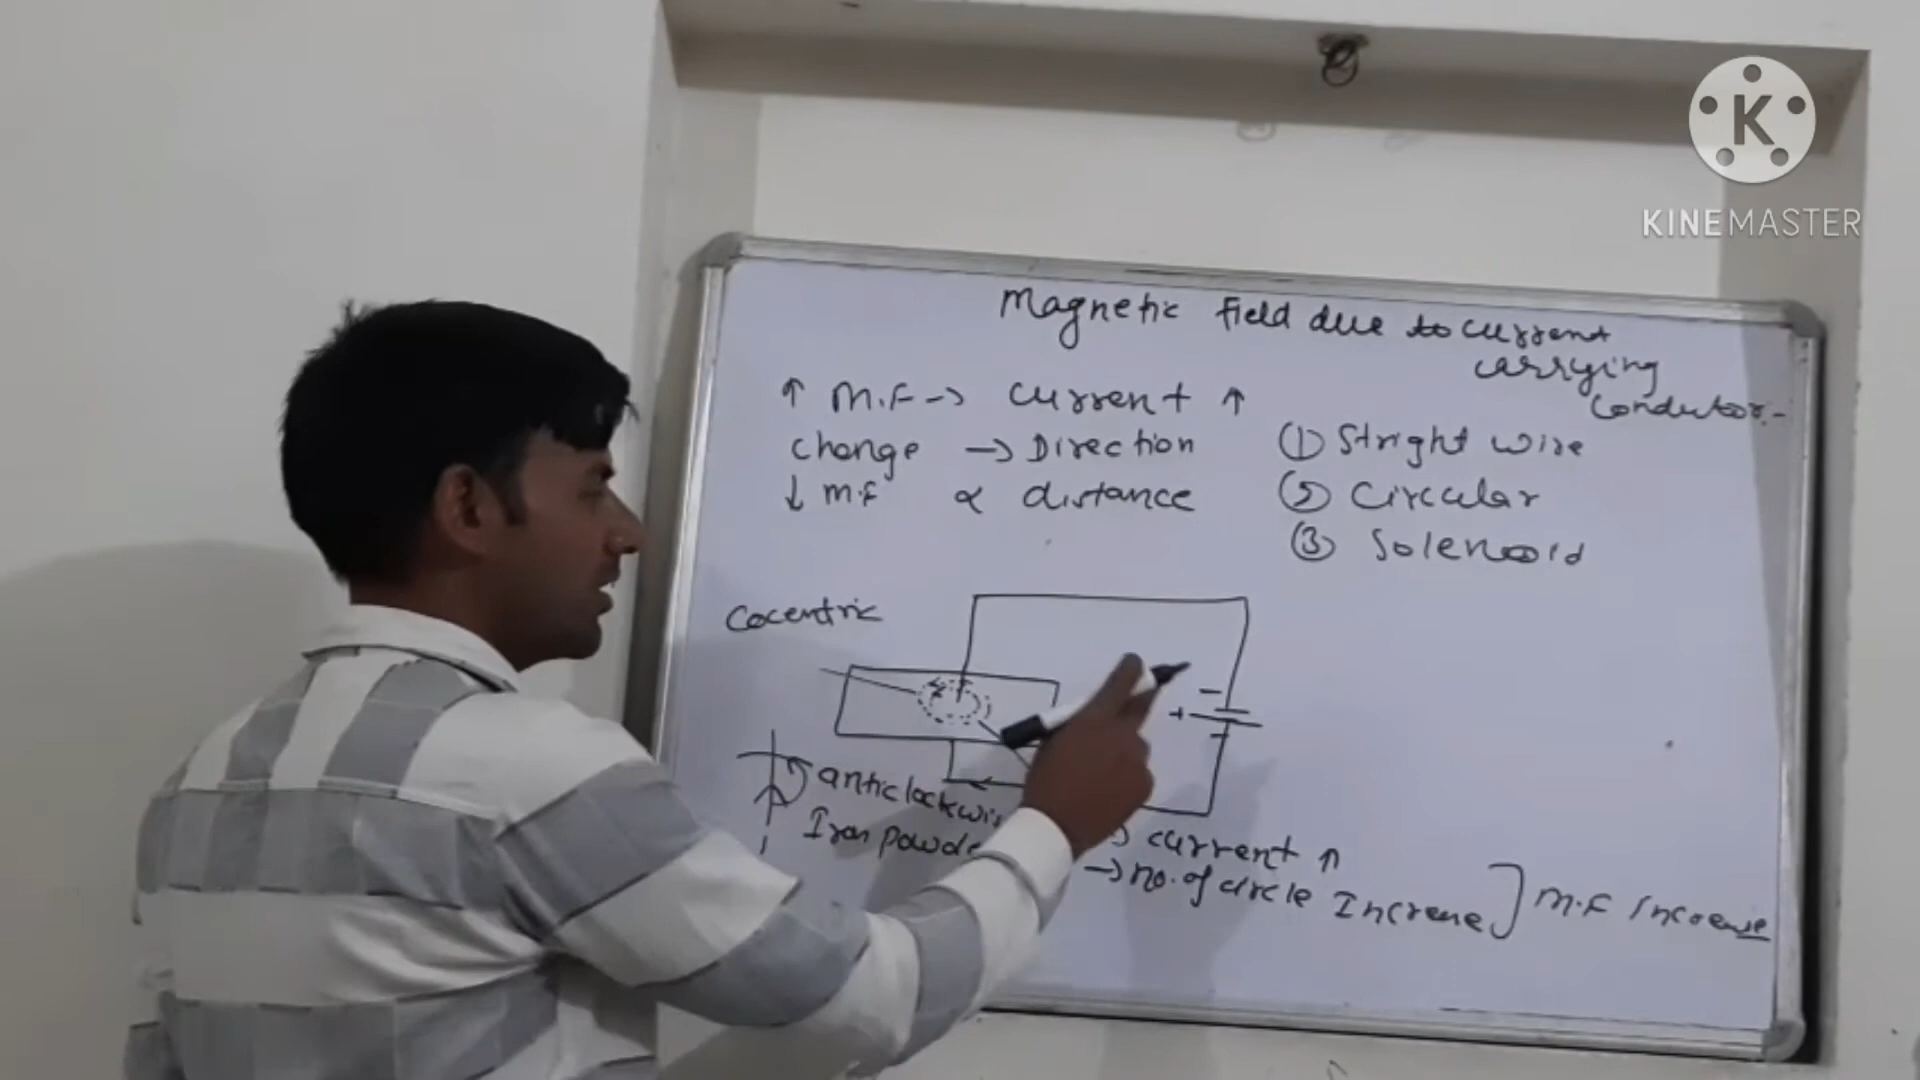 KINEMASTER
Magnetic field due to current
carrying
Conductor.-
↑ M.F → Current ↑
Change → Direction
↓ M.F ∝ distance
(1) Stright wire
(2) Circular
(3) Solenoid
Cocentric
-
+
anticlockwis
Iron powde
Current ↑
→ no. of circle Increase ] M.F Increase